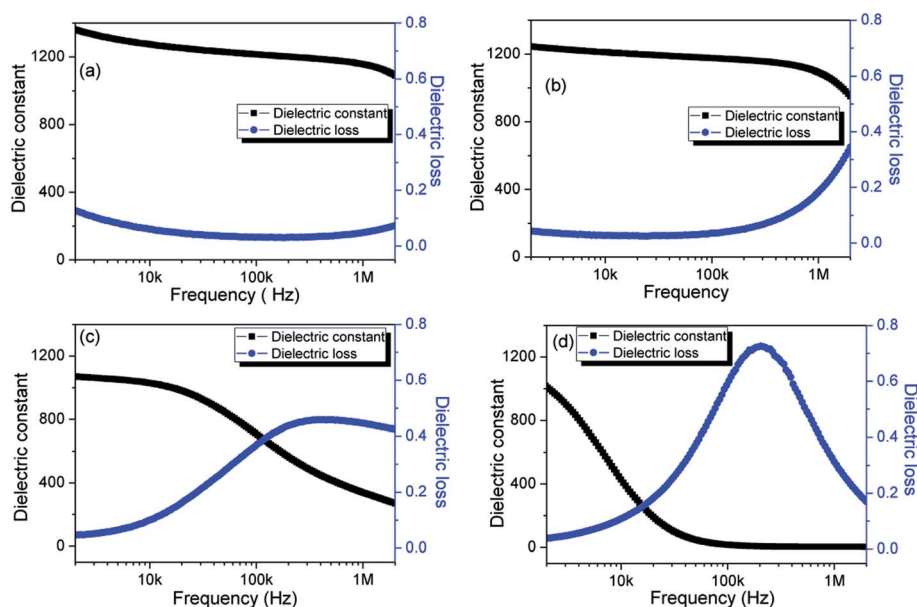 (a)
Dielectric constant
Dielectric loss
1200
800
400
0
0.8
0.6
0.4
0.2
0.0
Dielectric constant
Dielectric loss
10k 100k 1M
Frequency ( Hz)
(b)
Dielectric constant
Dielectric loss
1200
800
400
0
0.8
0.6
0.4
0.2
0.0
Dielectric constant
Dielectric loss
10k 100k 1M
Frequency
(c)
Dielectric constant
Dielectric loss
1200
800
400
0
0.8
0.6
0.4
0.2
0.0
Dielectric constant
Dielectric loss
10k 100k 1M
Frequency (Hz)
(d)
Dielectric constant
Dielectric loss
1200
800
400
0
0.8
0.6
0.4
0.2
0.0
Dielectric constant
Dielectric loss
10k 100k 1M
Frequency (Hz)